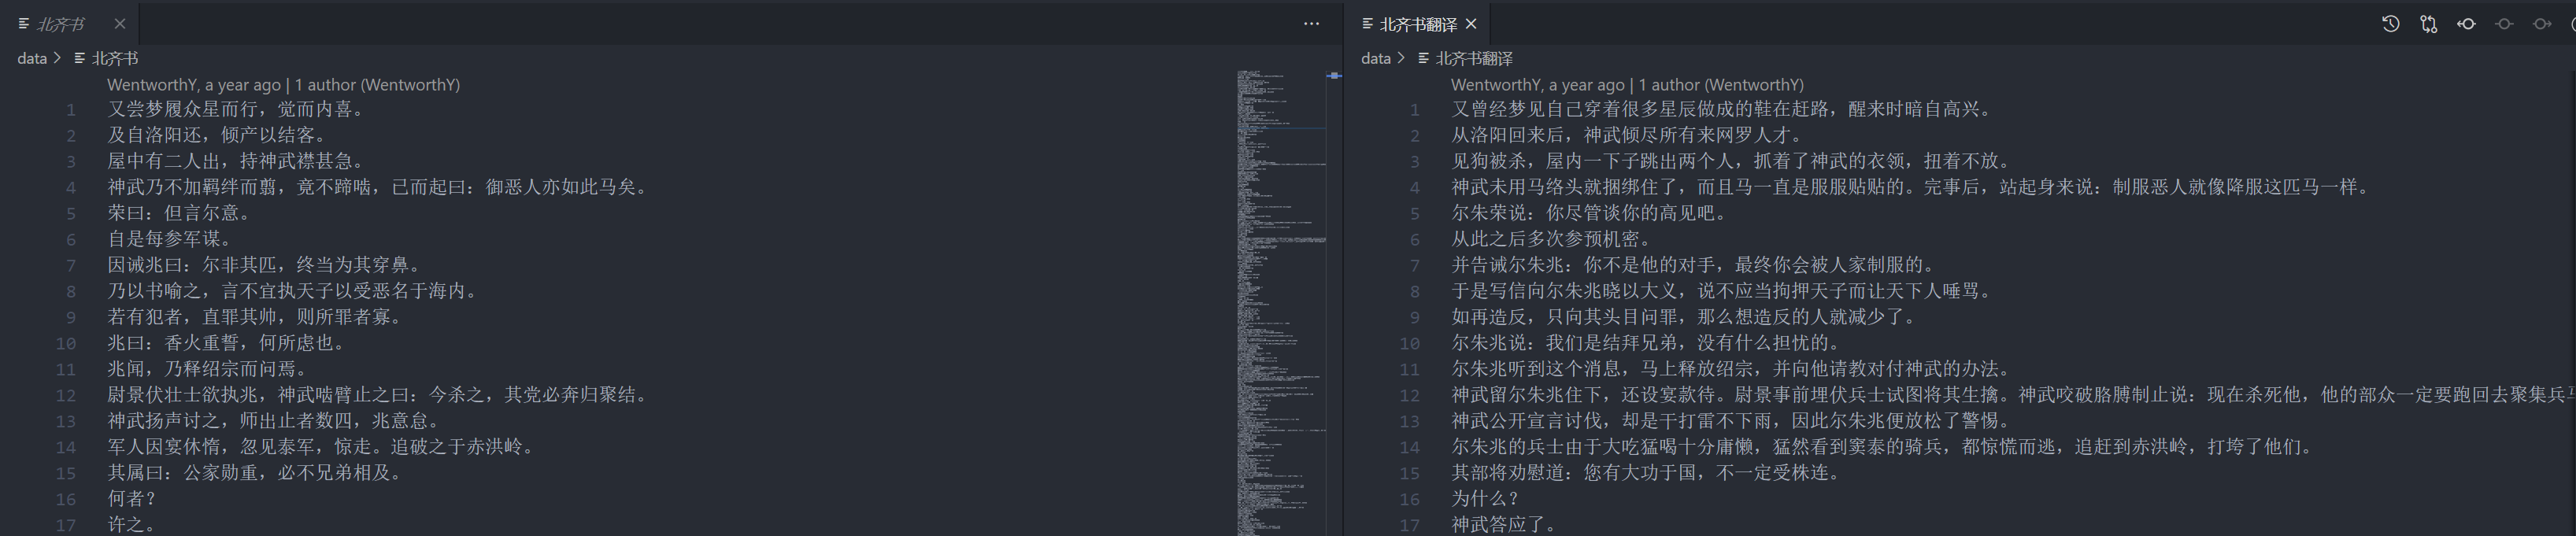 北齐书
data > 北齐书
WentworthY, a year ago | 1 author (WentworthY)
1 又尝梦履众星而行，觉而内喜。
2 及自洛阳还，倾产以结客。
3 屋中有二人出，持神武襟甚急。
4 神武乃不加羁绊而翦，竟不蹄啮，已而起曰：御恶人亦如此马矣。
5 荣曰：但言尔意。
6 自是每参军谋。
7 因诫兆曰：尔非其匹，终当为其穿鼻。
8 乃以书喻之，言不宜执天子以受恶名于海内。
9 若有犯者，直罪其帅，则所罪者寡。
10 兆曰：香火重誓，何所虑也。
11 兆闻，乃释绍宗而问焉。
12 尉景伏壮士欲执兆，神武啮臂止之曰：今杀之，其党必奔归聚结。
13 神武扬声讨之，师出止者数四，兆意怠。
14 军人因宴休惰，忽见泰军，惊走。追破之于赤洪岭。
15 其属曰：公家勋重，必不兄弟相及。
16 何者？
17 许之。
北齐书翻译
data > 北齐书翻译
WentworthY, a year ago | 1 author (WentworthY)
1 又曾经梦见自己穿着很多星辰做成的鞋在赶路，醒来时暗自高兴。
2 从洛阳回来后，神武倾尽所有来网罗人才。
3 见狗被杀，屋内一下子跳出两个人，抓着了神武的衣领，扭着不放。
4 神武未用马络头就捆绑住了，而且马一直是服服贴贴的。完事后，站起身来说：制服恶人就像降服这匹马一样。
5 尔朱荣说：你尽管谈你的高见吧。
6 从此之后多次参预机密。
7 并告诫尔朱兆：你不是他的对手，最终你会被人家制服的。
8 于是写信向尔朱兆晓以大义，说不应当拘押天子而让天下人唾骂。
9 如再造反，只向其头目问罪，那么想造反的人就减少了。
10 尔朱兆说：我们是结拜兄弟，没有什么担忧的。
11 尔朱兆听到这个消息，马上释放绍宗，并向他请教对付神武的办法。
12 神武留尔朱兆住下，还设宴款待。尉景事前埋伏兵士试图将其生擒。神武咬破胳膊制止说：现在杀死他，他的部众一定要跑回去聚集兵
13 神武公开宣言讨伐，却是干打雷不下雨，因此尔朱兆便放松了警惕。
14 尔朱兆的兵士由于大吃猛喝十分庸懒，猛然看到窦泰的骑兵，都惊慌而逃，追赶到赤洪岭，打垮了他们。
15 其部将劝慰道：您有大功于国，不一定受株连。
16 为什么？
17 神武答应了。